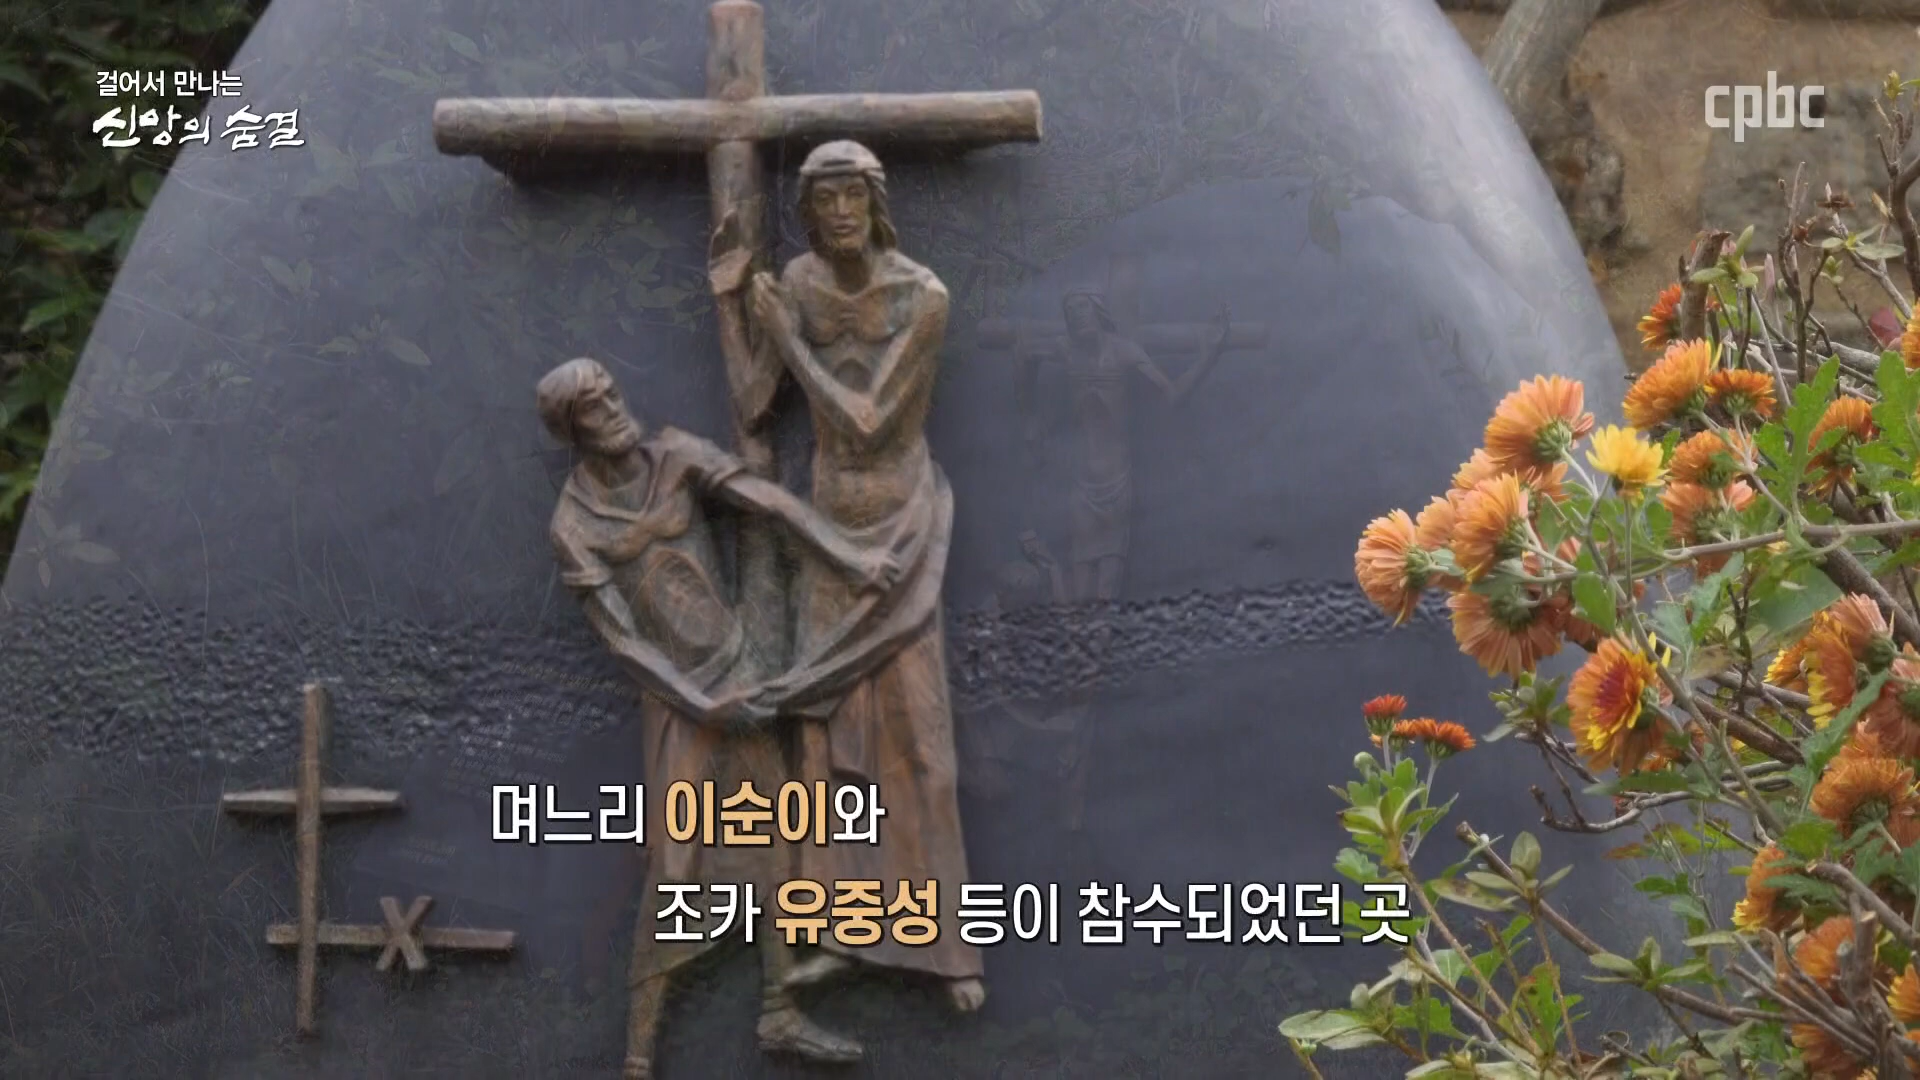 걸어서 만나는
신앙의 숨결
cpbc
며느리 이순이와
조카 유중성 등이 참수되었던 곳